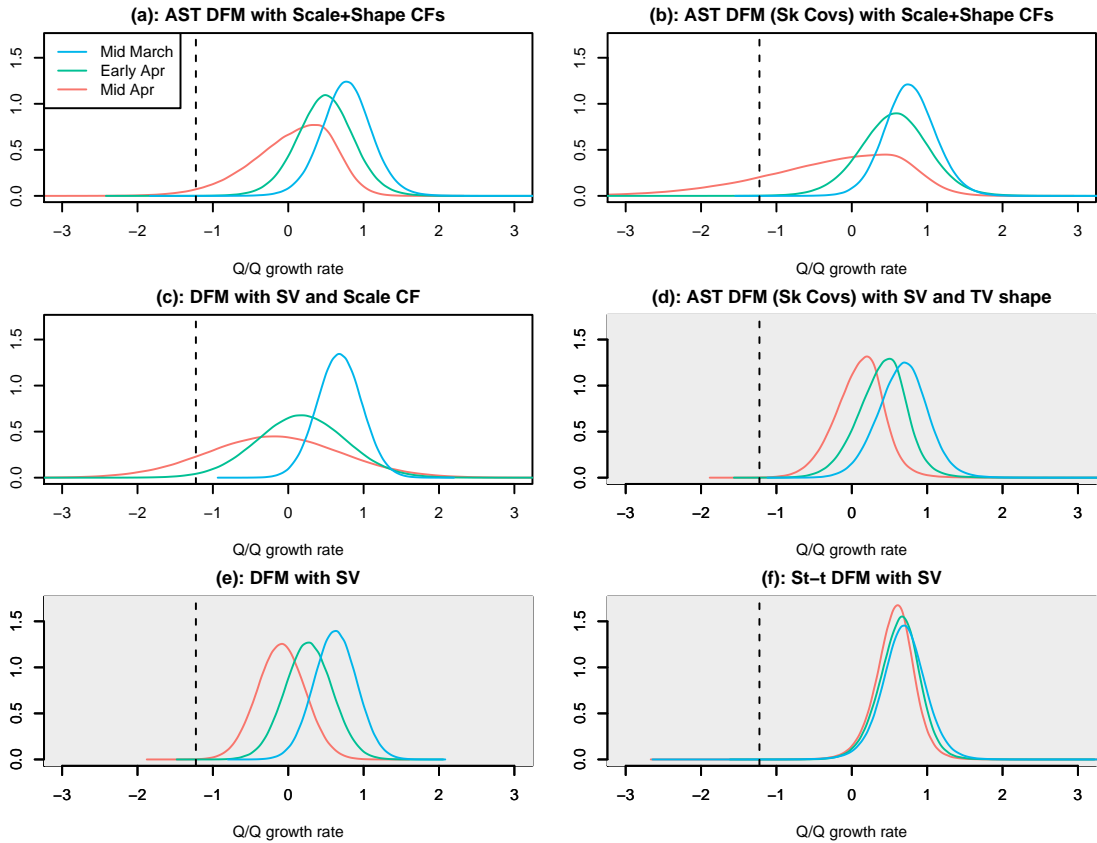 (a): AST DFM with Scale+Shape CFs
(b): AST DFM (Sk Covs) with Scale+Shape CFs
Mid March
Early Apr
Mid Apr
0.0 0.5 1.0 1.5
0.0 0.5 1.0 1.5
−3 −2 −1 0 1 2 3
−3 −2 −1 0 1 2 3
Q/Q growth rate
Q/Q growth rate
(c): DFM with SV and Scale CF
(d): AST DFM (Sk Covs) with SV and TV shape
0.0 0.5 1.0 1.5
0.0 0.5 1.0 1.5
−3 −2 −1 0 1 2 3
−3 −2 −1 0 1 2 3
Q/Q growth rate
Q/Q growth rate
(e): DFM with SV
(f): St−t DFM with SV
0.0 0.5 1.0 1.5
0.0 0.5 1.0 1.5
−3 −2 −1 0 1 2 3
−3 −2 −1 0 1 2 3
Q/Q growth rate
Q/Q growth rate